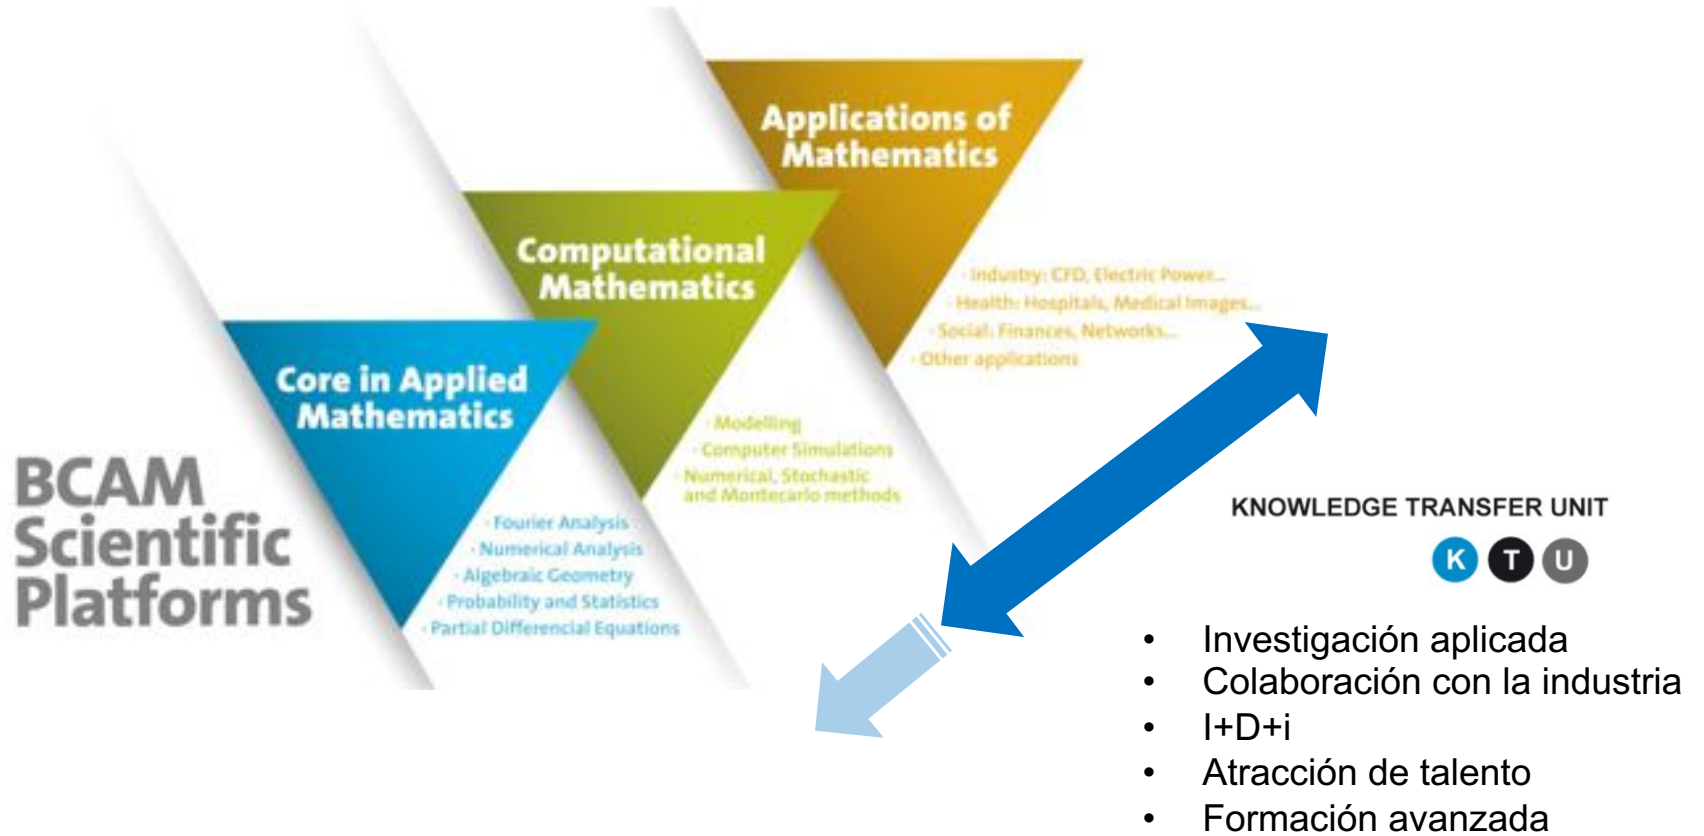 Applications of
Mathematics
· Industry: CFD, Electric Power...
· Health: Hospitals, Medical Images...
· Social: Finances, Networks...
· Other applications
Computational
Mathematics
· Modelling
· Computer Simulations
· Numerical, Stochastic
and Montecarlo methods
Core in Applied
Mathematics
· Fourier Analysis
· Numerical Analysis
· Algebraic Geometry
· Probability and Statistics
· Partial Differencial Equations
BCAM
Scientific
Platforms
KNOWLEDGE TRANSFER UNIT
K T U
• Investigación aplicada
• Colaboración con la industria
• I+D+i
• Atracción de talento
• Formación avanzada